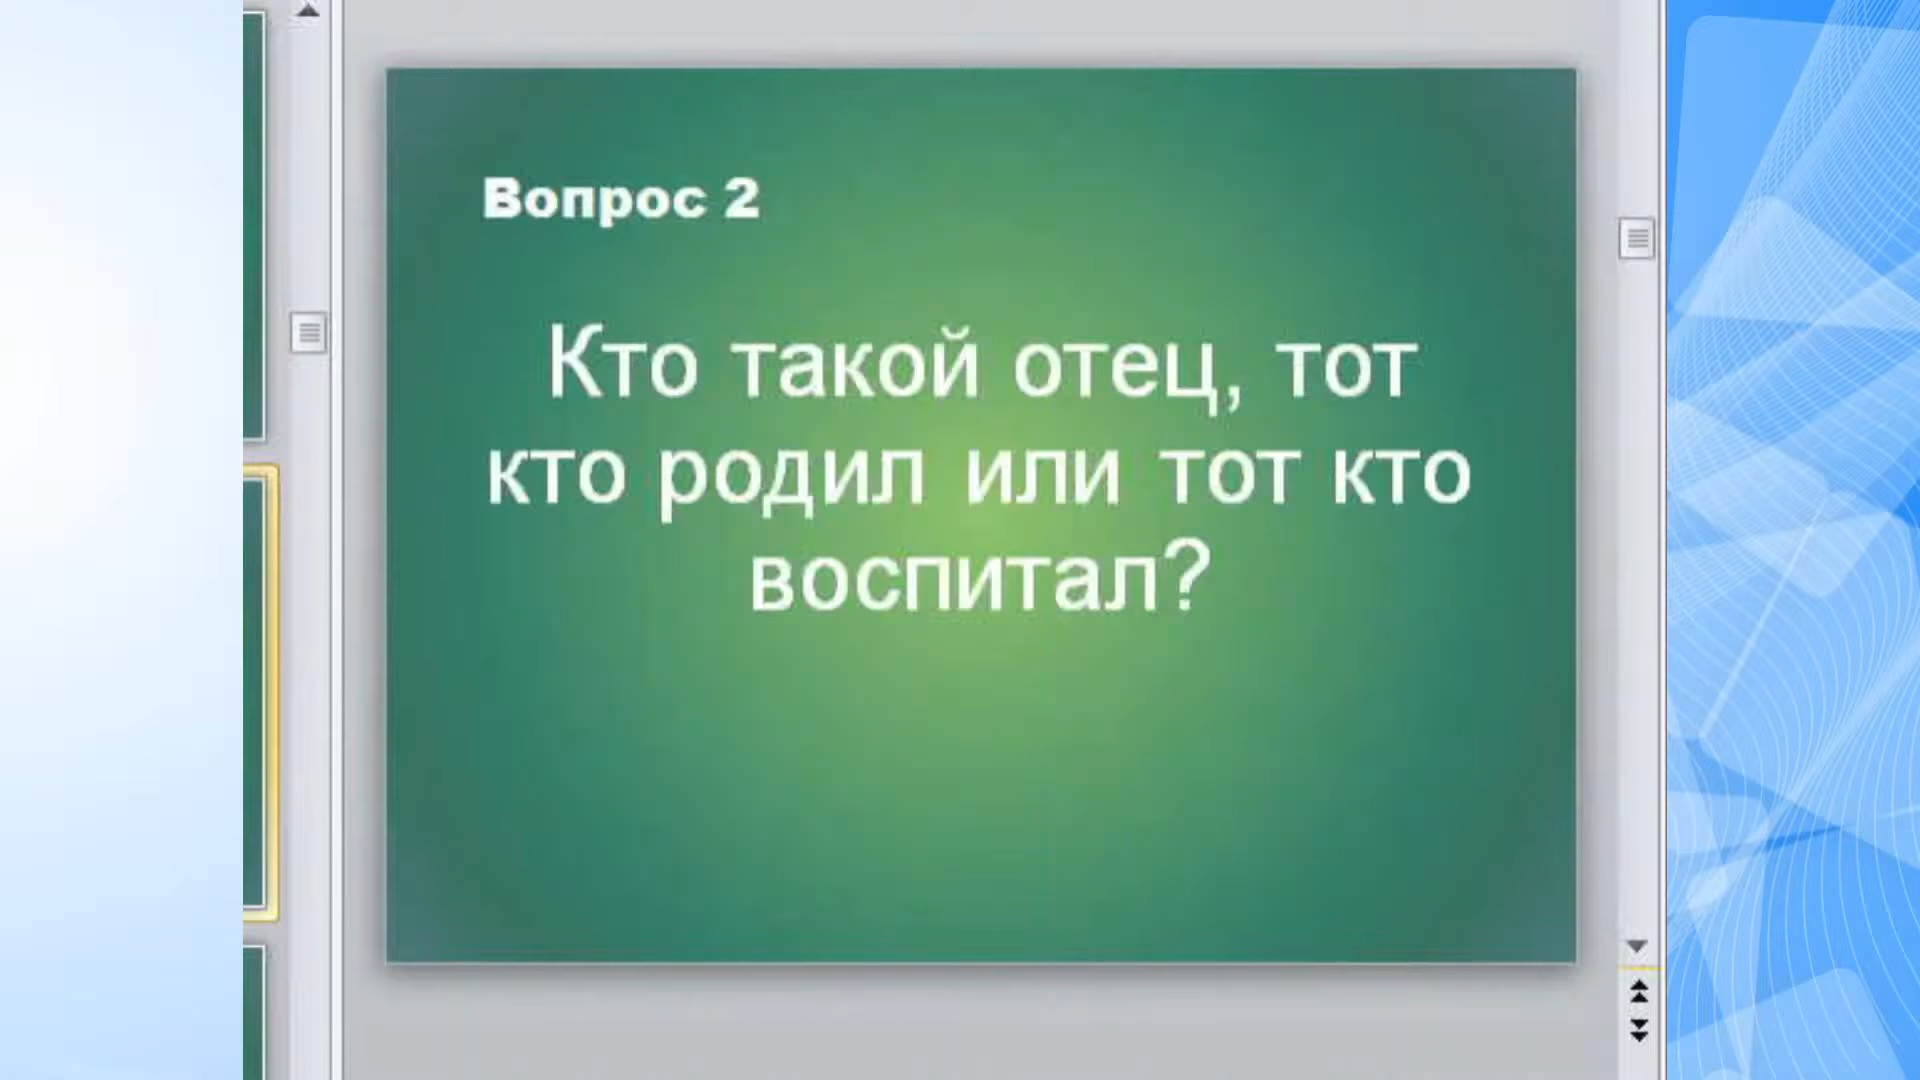 Вопрос 2
Кто такой отец, тот
кто родил или тот кто
воспитал?